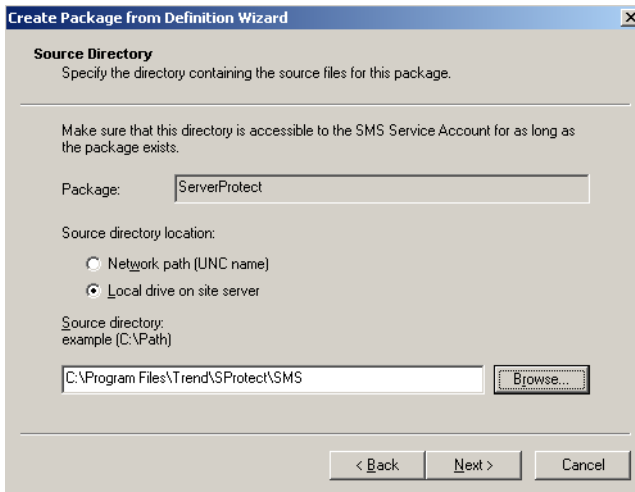 Create Package from Definition Wizard
Source Directory
Specify the directory containing the source files for this package.
Make sure that this directory is accessible to the SMS Service Account for as long as
the package exists.
Package: ServerProtect
Source directory location:
Network path (UNC name)
Local drive on site server
Source directory:
example (C:\Path)
C:\Program Files\Trend\SProtect\SMS Browse...
< Back Next > Cancel